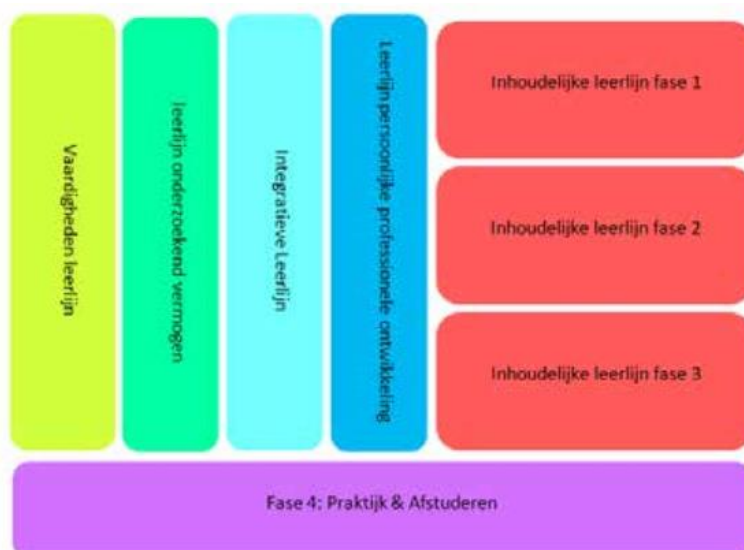 Vaardigheden leerlijn
leerlijn onderzoekend vermogen
Integratieve Leerlijn
Leerlijn persoonlijke professionele ontwikkeling
Inhoudelijke leerlijn fase 1
Inhoudelijke leerlijn fase 2
Inhoudelijke leerlijn fase 3
Fase 4: Praktijk & Afstuderen